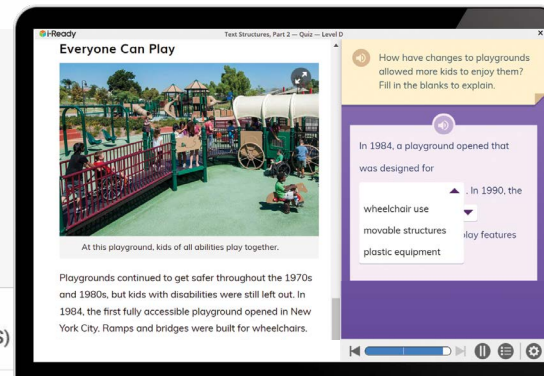 i-Ready
Text Structures, Part 2 — Quiz — Level D
X
Everyone Can Play
At this playground, kids of all abilities play together.
Playgrounds continued to get safer throughout the 1970s
and 1980s, but kids with disabilities were still left out. In
1984, the first fully accessible playground opened in New
York City. Ramps and bridges were built for wheelchairs.
How have changes to playgrounds
allowed more kids to enjoy them?
Fill in the blanks to explain.
In 1984, a playground opened that
was designed for
. In 1990, the
wheelchair use
movable structures
play features
plastic equipment
S)